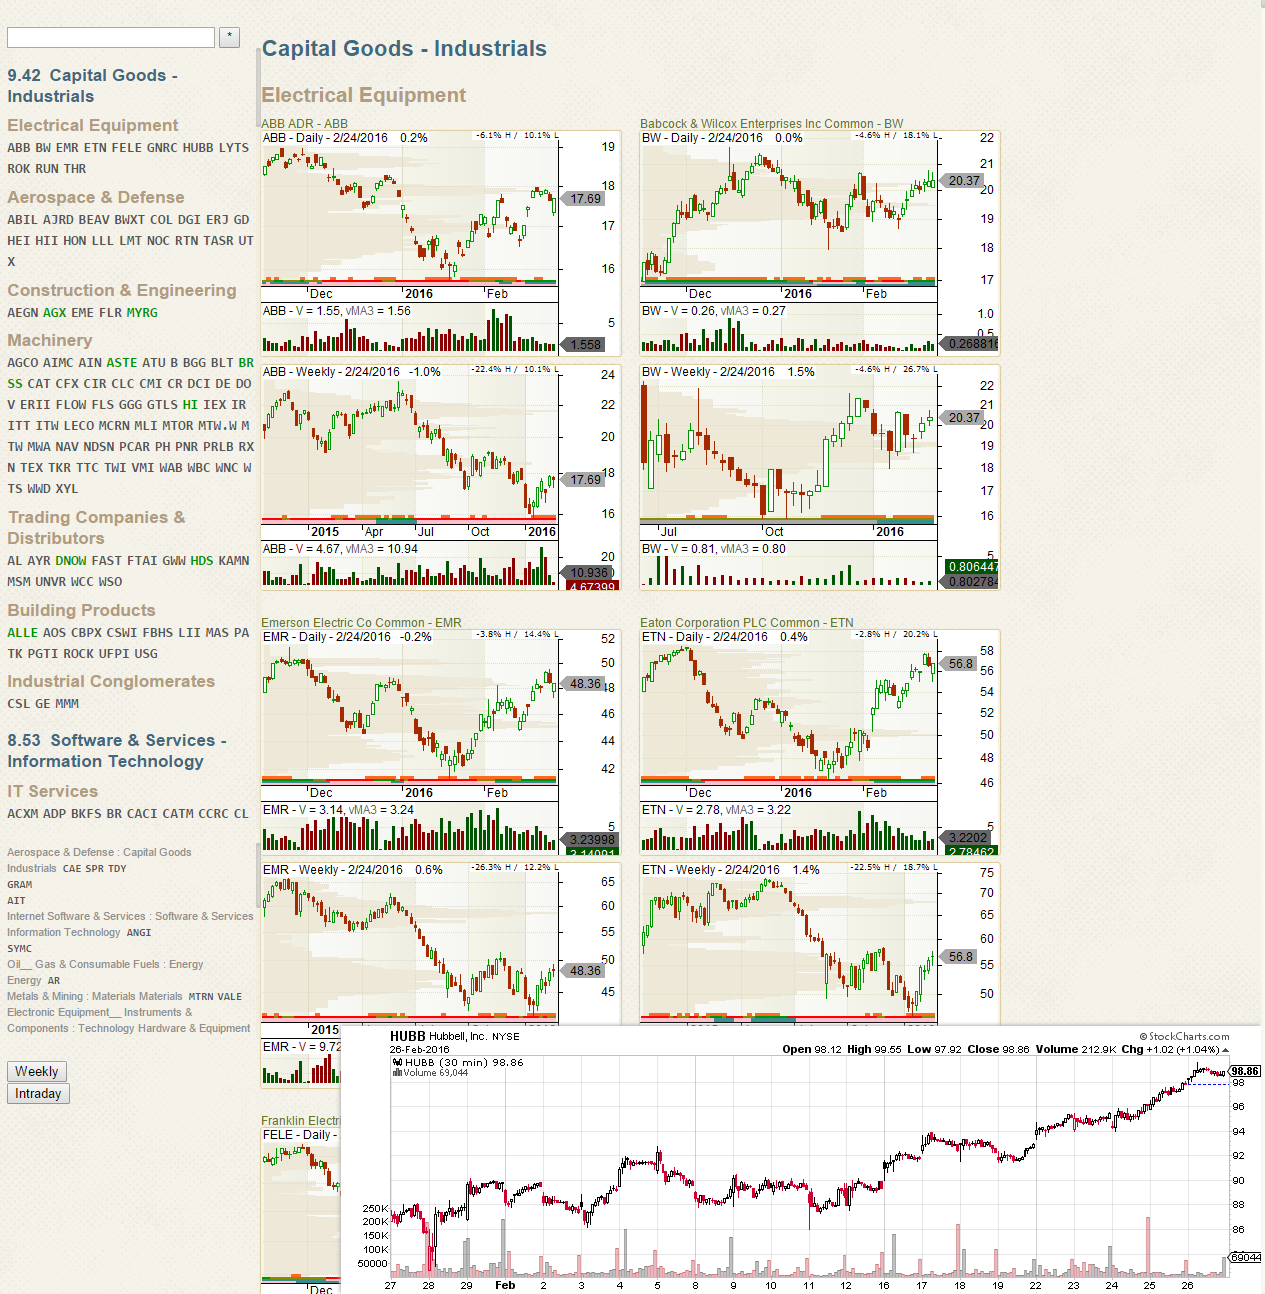 *
9.42 Capital Goods -
Industrials
Electrical Equipment
ABB BW EMR ETN FELE GNRC HUBB LYTS
ROK RUN THR
Aerospace & Defense
ABIL AJRD BEAV BWXT COL DGI ERJ GD
HEI HII HON LLL LMT NOC RTN TASR UT
X
Construction & Engineering
AEGN AGX EME FLR MYRG
Machinery
AGCO AIMC AIN ASTE ATU B BGG BLT BR
SS CAT CFX CIR CLC CMI CR DCI DE DO
V ERII FLOW FLS GGG GTLS HI IEX IR
ITT ITW LECO MCRN MLI MTOR MTW.W M
TW MWA NAV NDSN PCAR PH PNR PRLB RX
N TEX TKR TTC TWI VMI WAB WBC WNC W
TS WWD XYL
Trading Companies &
Distributors
AL AYR DNOW FAST FTAI GWW HDS KAMN
MSM UNVR WCC WSO
Building Products
ALLE AOS CBPX CSWI FBHS LII MAS PA
TK PGTI ROCK UFPI USG
Industrial Conglomerates
CSL GE MMM
8.53 Software & Services -
Information Technology
IT Services
ACXM ADP BKFS BR CACI CATM CCRC CL
Aerospace & Defense : Capital Goods
Industrials CAE SPR TDY
GRAM
AIT
Internet Software & Services : Software & Services
Information Technology ANGI
SYMC
Oil__ Gas & Consumable Fuels : Energy
Energy AR
Metals & Mining : Materials Materials MTRN VALE
Electronic Equipment__ Instruments &
Components : Technology Hardware & Equipment
Weekly
Intraday
Capital Goods - Industrials
Electrical Equipment
ABB ADR - ABB
ABB - Daily - 2/24/2016 0.2% -6.1% H / 10.1% L
19
18
17.69
17
16
Dec 2016 Feb
ABB - V = 1.55, vMA3 = 1.56
5
1.558
ABB - Weekly - 2/24/2016 -1.0% -22.4% H / 10.1% L
24
22
20
18
17.69
16
2015 Apr Jul Oct 2016
ABB - V = 4.67, vMA3 = 10.94
20
10.936
4.67399
Babcock & Wilcox Enterprises Inc Common - BW
BW - Daily - 2/24/2016 0.0% -4.6% H / 18.1% L
22
21
20.37
20
19
18
17
Dec 2016 Feb
BW - V = 0.26, vMA3 = 0.27
1.0
0.5
0.268816
BW - Weekly - 2/24/2016 1.5% -4.6% H / 26.7% L
22
21
20.37
20
19
18
17
16
Jul Oct 2016
BW - V = 0.81, vMA3 = 0.80
5
0.806447
0.802784
Emerson Electric Co Common - EMR
EMR - Daily - 2/24/2016 -0.2% -3.8% H / 14.4% L
52
50
48.36
48
46
44
42
Dec 2016 Feb
EMR - V = 3.14, vMA3 = 3.24
5
3.23998
3.14091
EMR - Weekly - 2/24/2016 0.6% -26.3% H / 12.2% L
65
60
55
50
48.36
45
2015
EMR - V = 9.72
Eaton Corporation PLC Common - ETN
ETN - Daily - 2/24/2016 0.4% -2.8% H / 20.2% L
58
56.8
56
54
52
50
48
46
Dec 2016 Feb
ETN - V = 2.78, vMA3 = 3.22
5
3.2202
2.78462
ETN - Weekly - 2/24/2016 1.4% -22.5% H / 18.7% L
75
70
65
60
56.8
55
50
Franklin Electri
FELE - Daily -
Dec
HUBB Hubbell, Inc. NYSE
© StockCharts.com
26-Feb-2016
Open 98.12 High 99.55 Low 97.92 Close 98.86 Volume 212.9K Chg +1.02 (+1.04%)
HUBB (30 min) 98.86
Volume 69,044
98.86
98
96
94
92
90
88
86
69044
250K
200K
150K
100K
50000
27 28 29 Feb 2 3 4 5 8 9 10 11 12 16 17 18 19 22 23 24 25 26